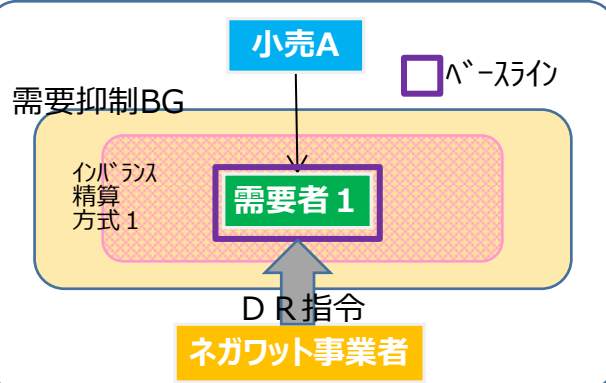 小売A
ﾍﾞｰｽﾗｲﾝ
需要抑制BG
ｲﾝﾊﾞﾗﾝｽ
精算
方式１
需要者１
ＤＲ指令
ネガワット事業者